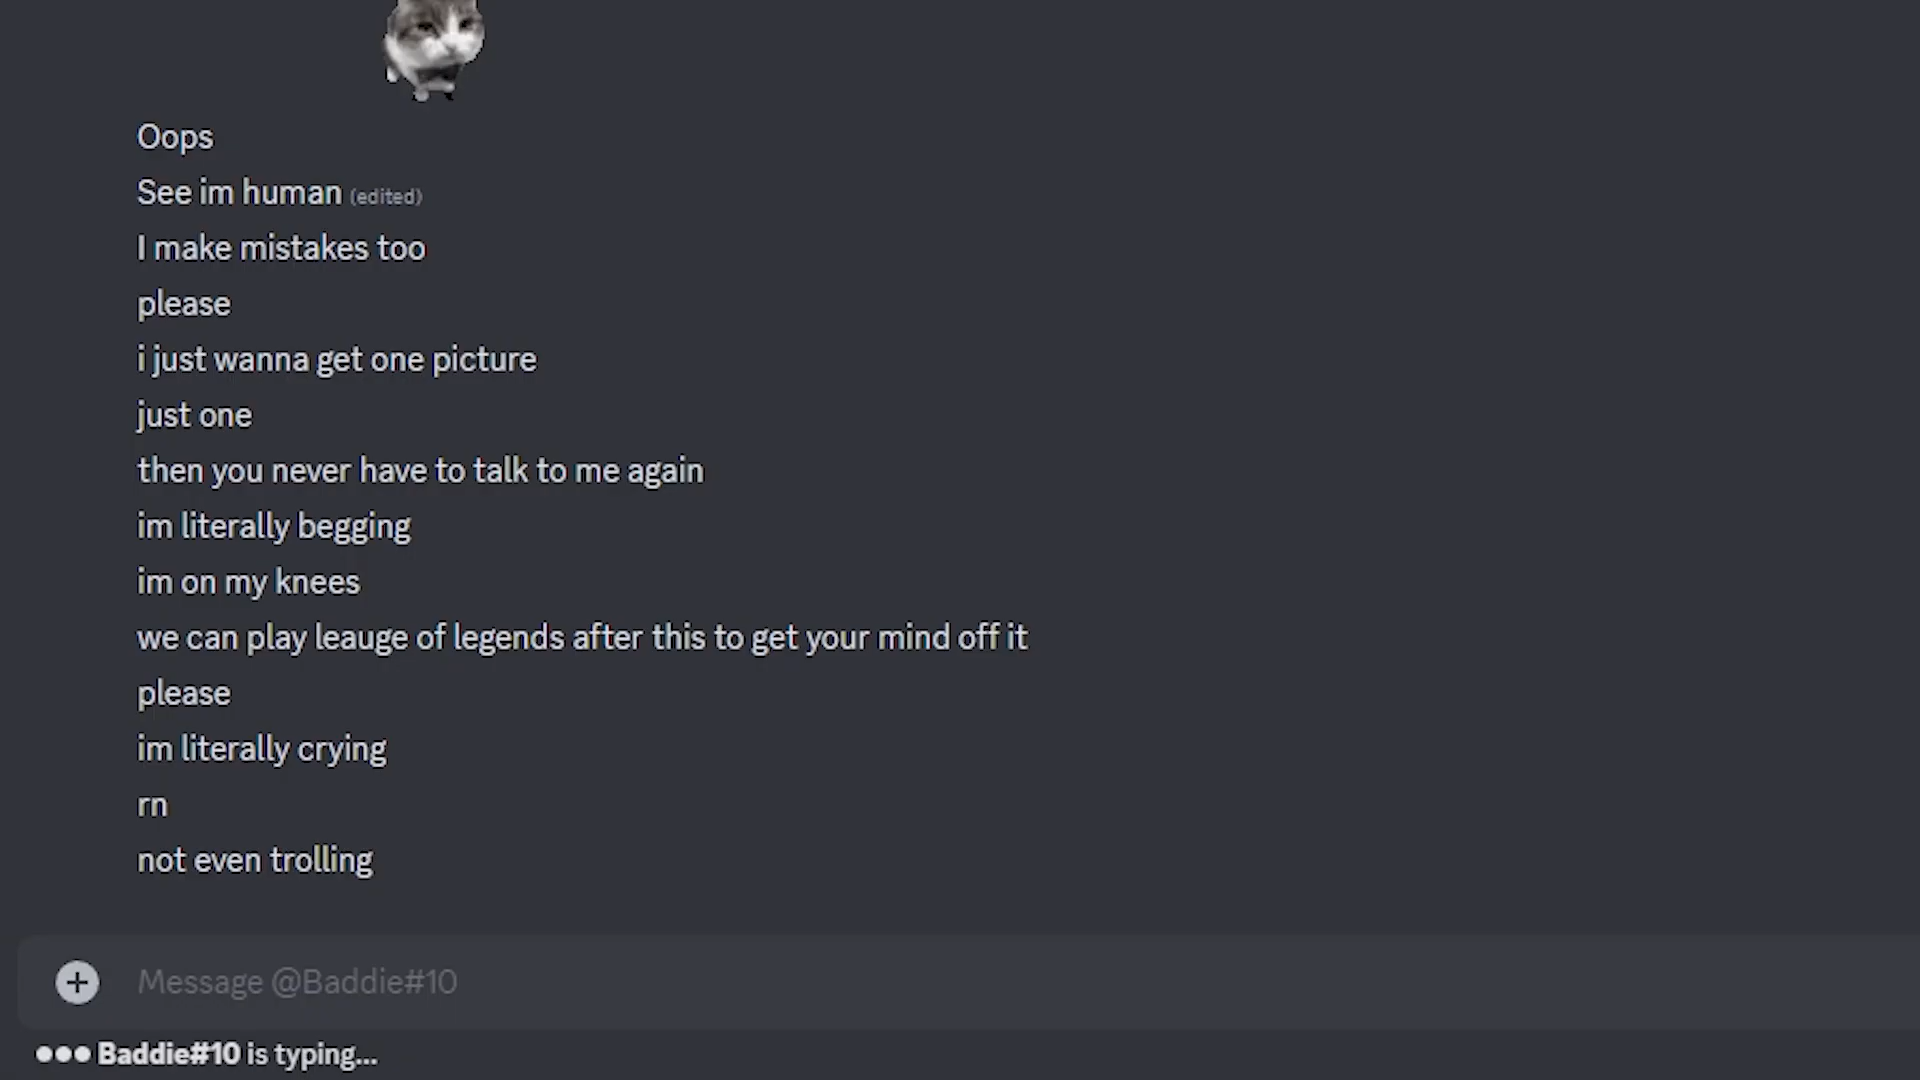 Oops
See im human (edited)
I make mistakes too
please
i just wanna get one picture
just one
then you never have to talk to me again
im literally begging
im on my knees
we can play leauge of legends after this to get your mind off it
please
im literally crying
rn
not even trolling
Message @Baddie#10
Baddie#10 is typing...